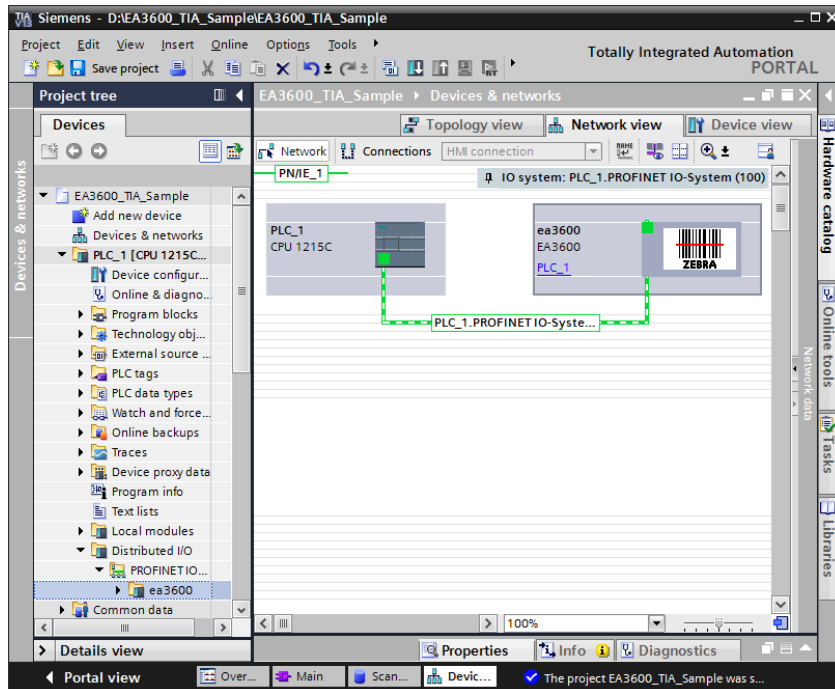 Siemens - D:\EA3600_TIA_Sample\EA3600_TIA_Sample
Project Edit View Insert Online Options Tools
Totally Integrated Automation
PORTAL
Save project
Project tree
EA3600_TIA_Sample Devices & networks
Devices
Topology view Network view Device view
Network Connections HMI connection
Devices & networks
EA3600_TIA_Sample
Add new device
Devices & networks
PLC_1 [CPU 1215C...
Device configur...
Online & diagno...
Program blocks
Technology obj...
External source ...
PLC tags
PLC data types
Watch and force...
Online backups
Traces
Device proxy data
Program info
Text lists
Local modules
Distributed I/O
PROFINET IO...
ea3600
Common data
Details view
PN/IE_1
IO system: PLC_1.PROFINET IO-System (100)
PLC_1
CPU 1215C
ea3600
EA3600
PLC_1
ZEBRA
PLC_1.PROFINET IO-Syste...
100%
Network data
Hardware catalog
Online tools
Tasks
Libraries
Properties Info Diagnostics
Portal view Over... Main Scan... Devic... The project EA3600_TIA_Sample was s...